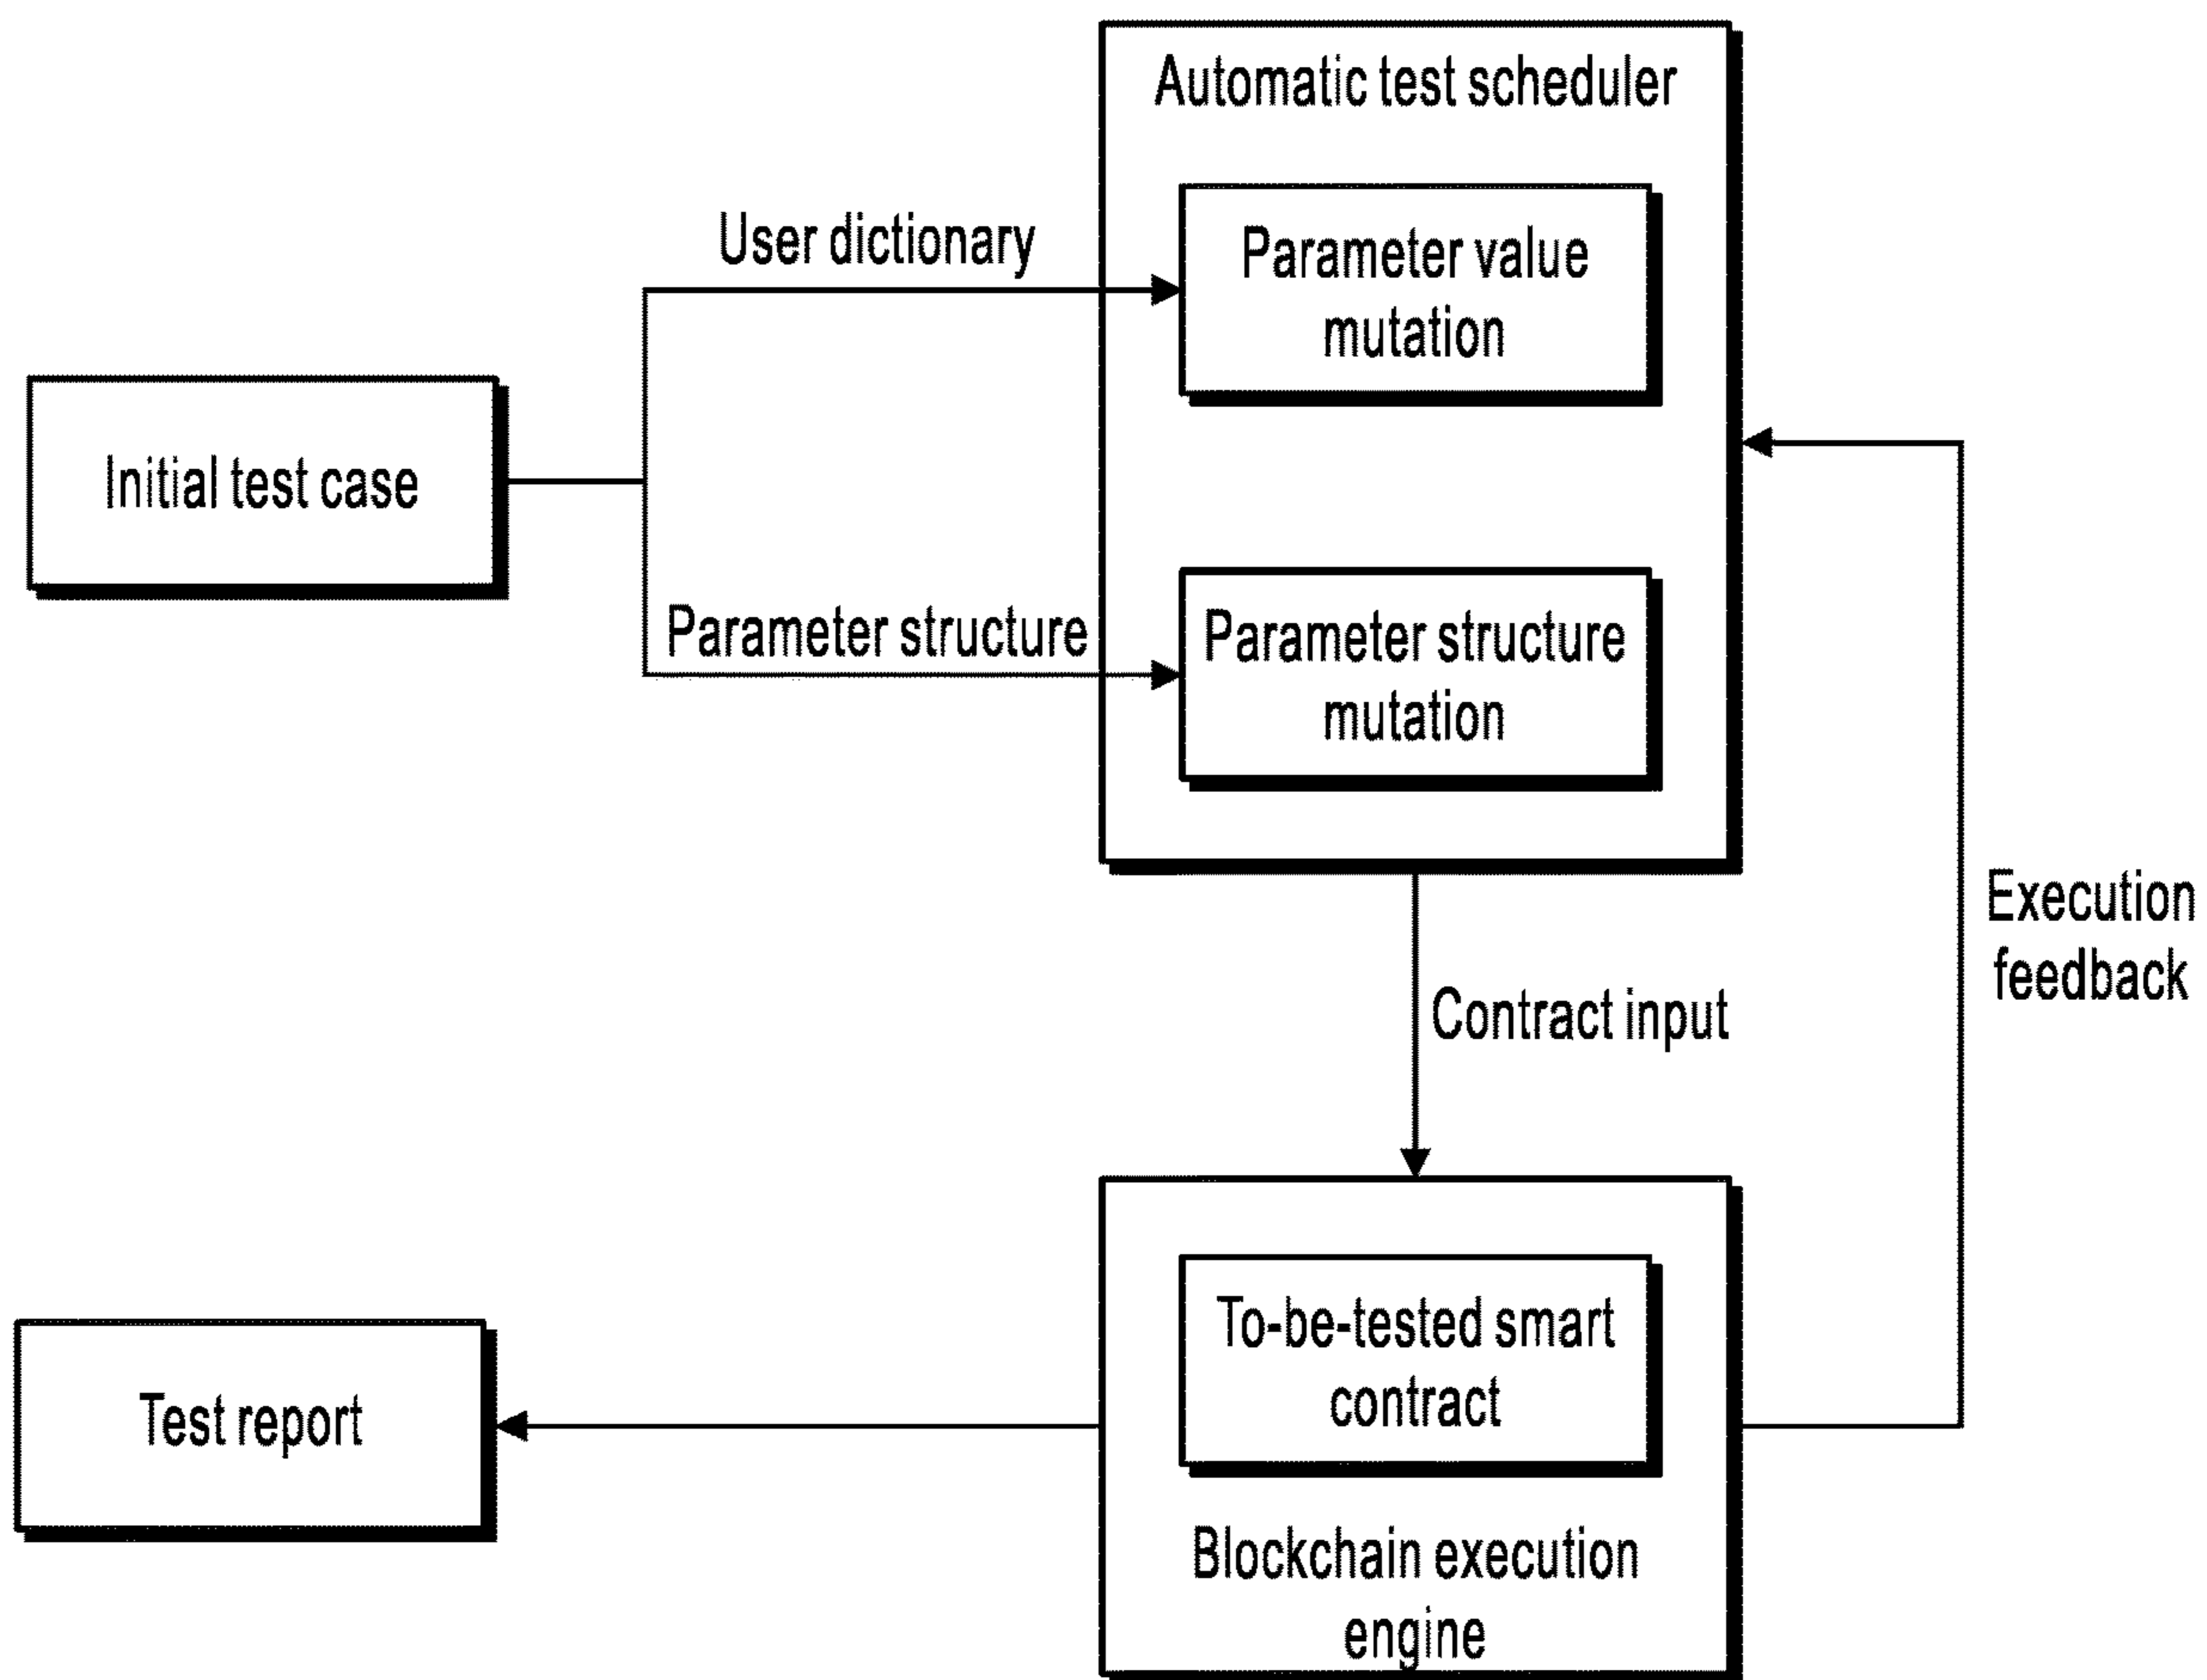 Automatic test scheduler
User dictionary
Parameter value
mutation
Initial test case
Parameter structure
Parameter structure
mutation
Execution
feedback
Contract input
To-be-tested smart
contract
Test report
Blockchain execution
engine